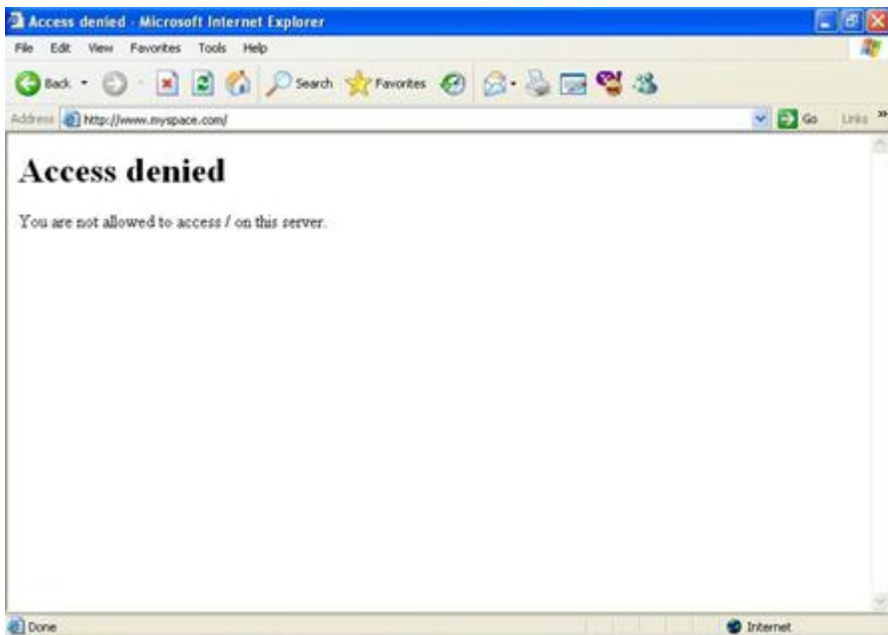 Access denied - Microsoft Internet Explorer
File Edit View Favorites Tools Help
Back Search Favorites
Address http://www.myspace.com/ Go Links »
Access denied
You are not allowed to access / on this server.
Done Internet